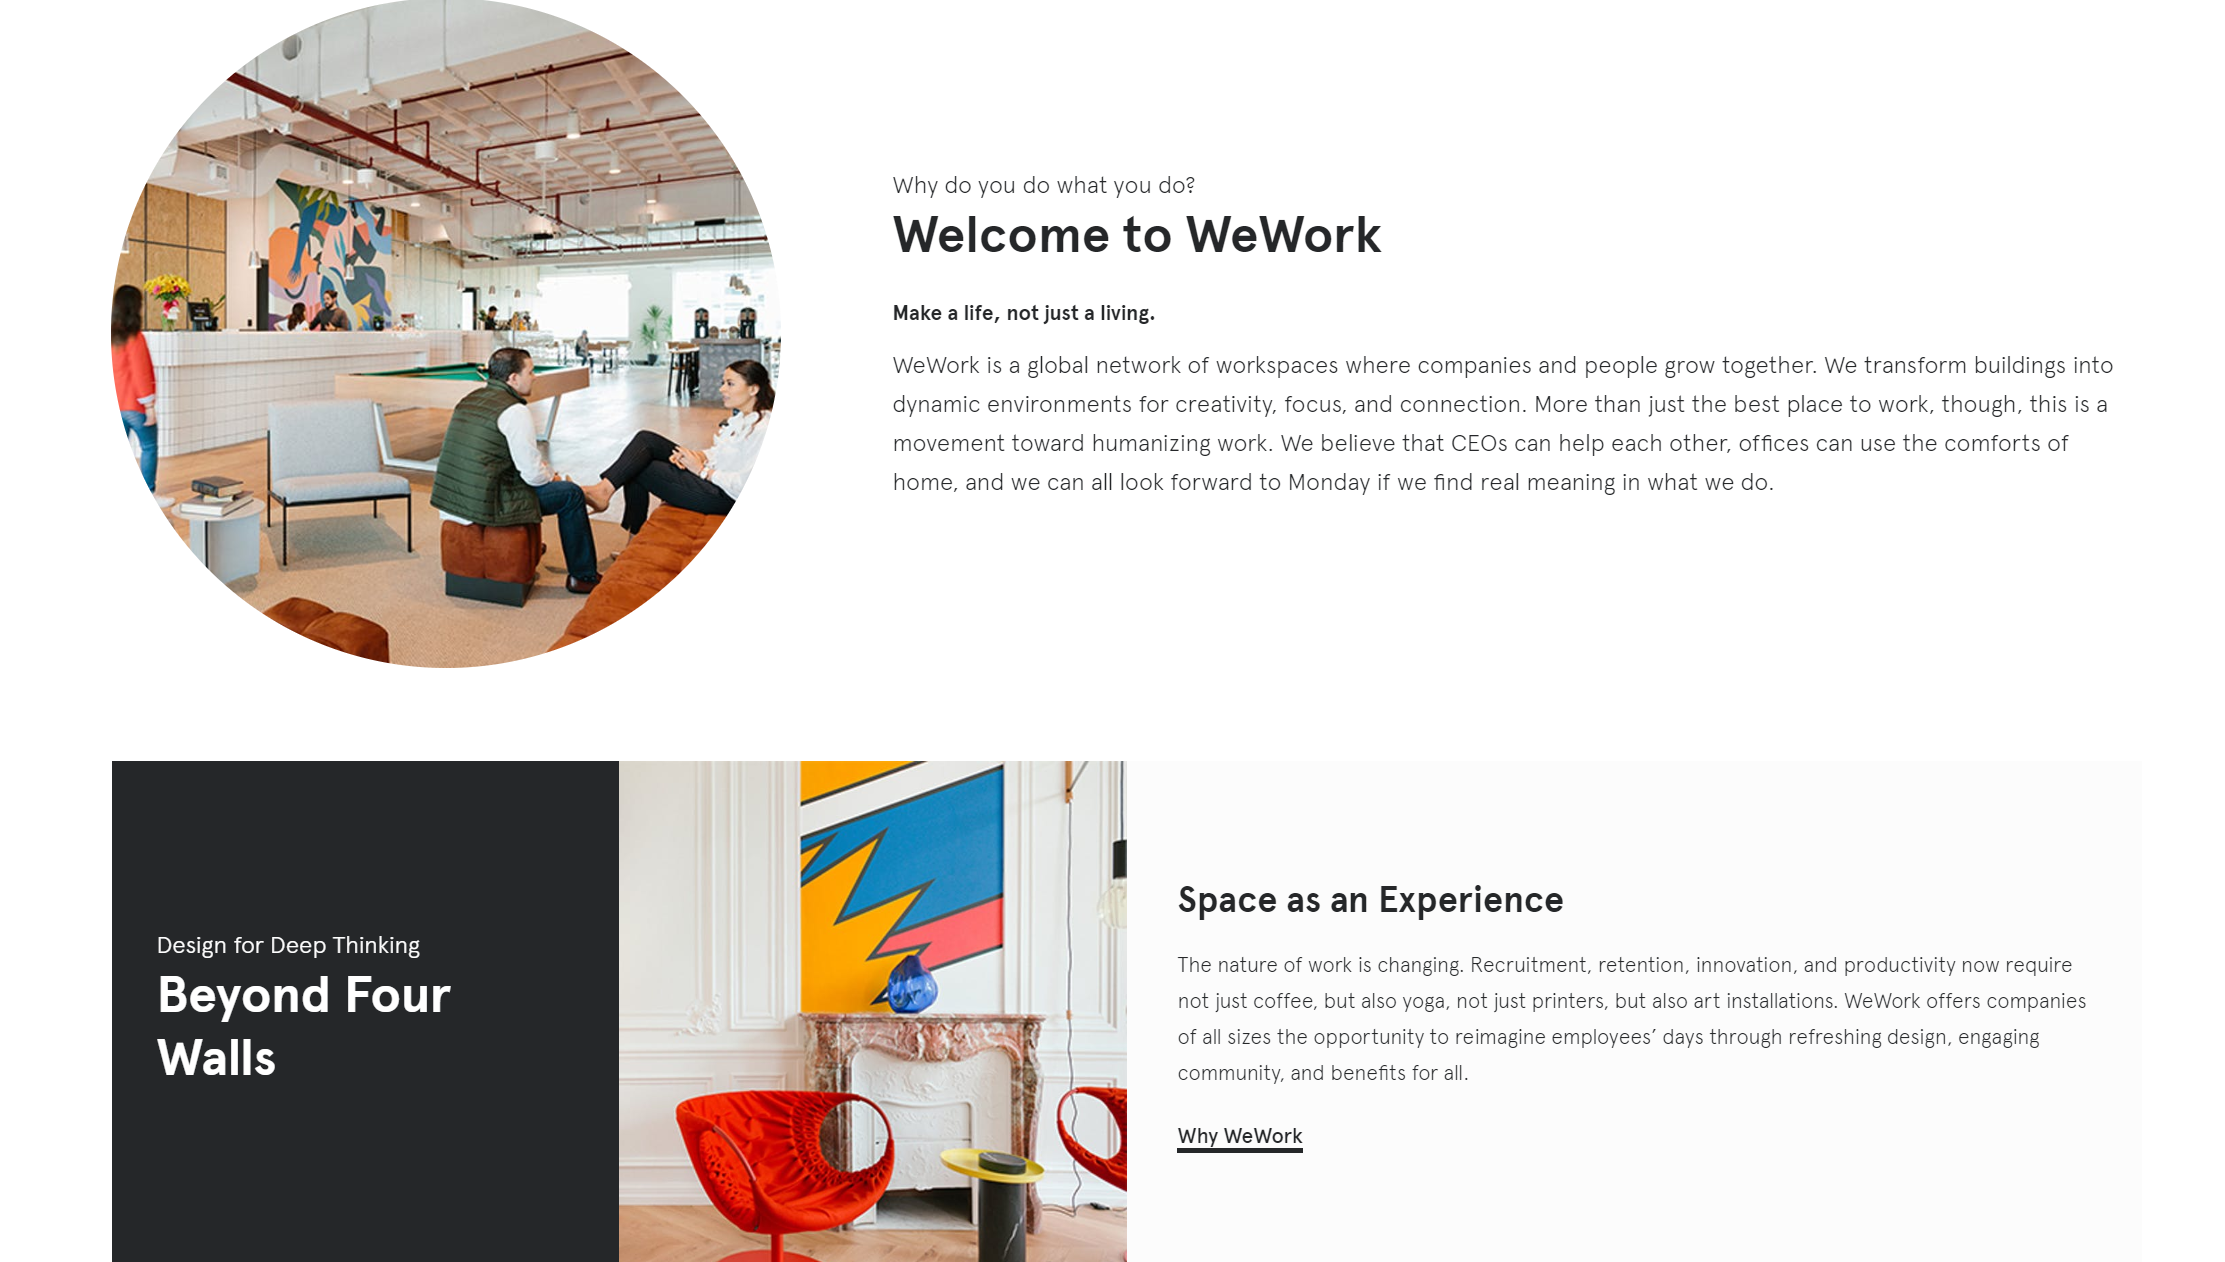 Why do you do what you do?
Welcome to WeWork
Make a life, not just a living.
WeWork is a global network of workspaces where companies and people grow together. We transform buildings into
dynamic environments for creativity, focus, and connection. More than just the best place to work, though, this is a
movement toward humanizing work. We believe that CEOs can help each other, offices can use the comforts of
home, and we can all look forward to Monday if we find real meaning in what we do.
Design for Deep Thinking
Beyond Four
Walls
Space as an Experience
The nature of work is changing. Recruitment, retention, innovation, and productivity now require
not just coffee, but also yoga, not just printers, but also art installations. WeWork offers companies
of all sizes the opportunity to reimagine employees’ days through refreshing design, engaging
community, and benefits for all.
Why WeWork